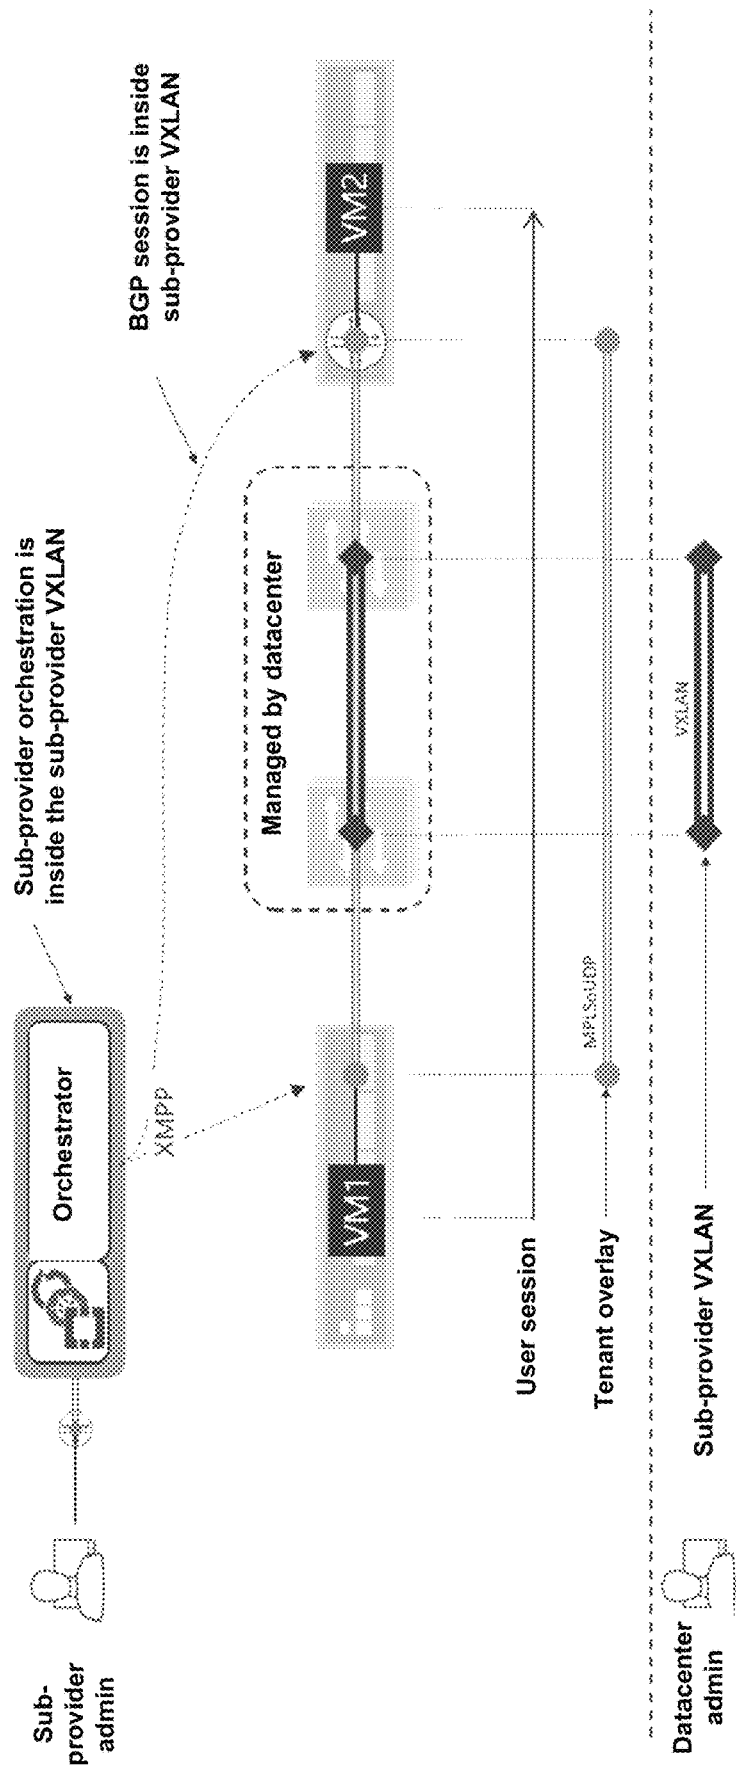 Sub-
provider
admin
Orchestrator
Sub-provider orchestration is
inside the sub-provider VXLAN
BGP session is inside
sub-provider VXLAN
XMPP
Managed by datacenter
VM1
VM2
User session
Tenant overlay
MPLSoUDP
Datacenter
admin
Sub-provider VXLAN
VXLAN